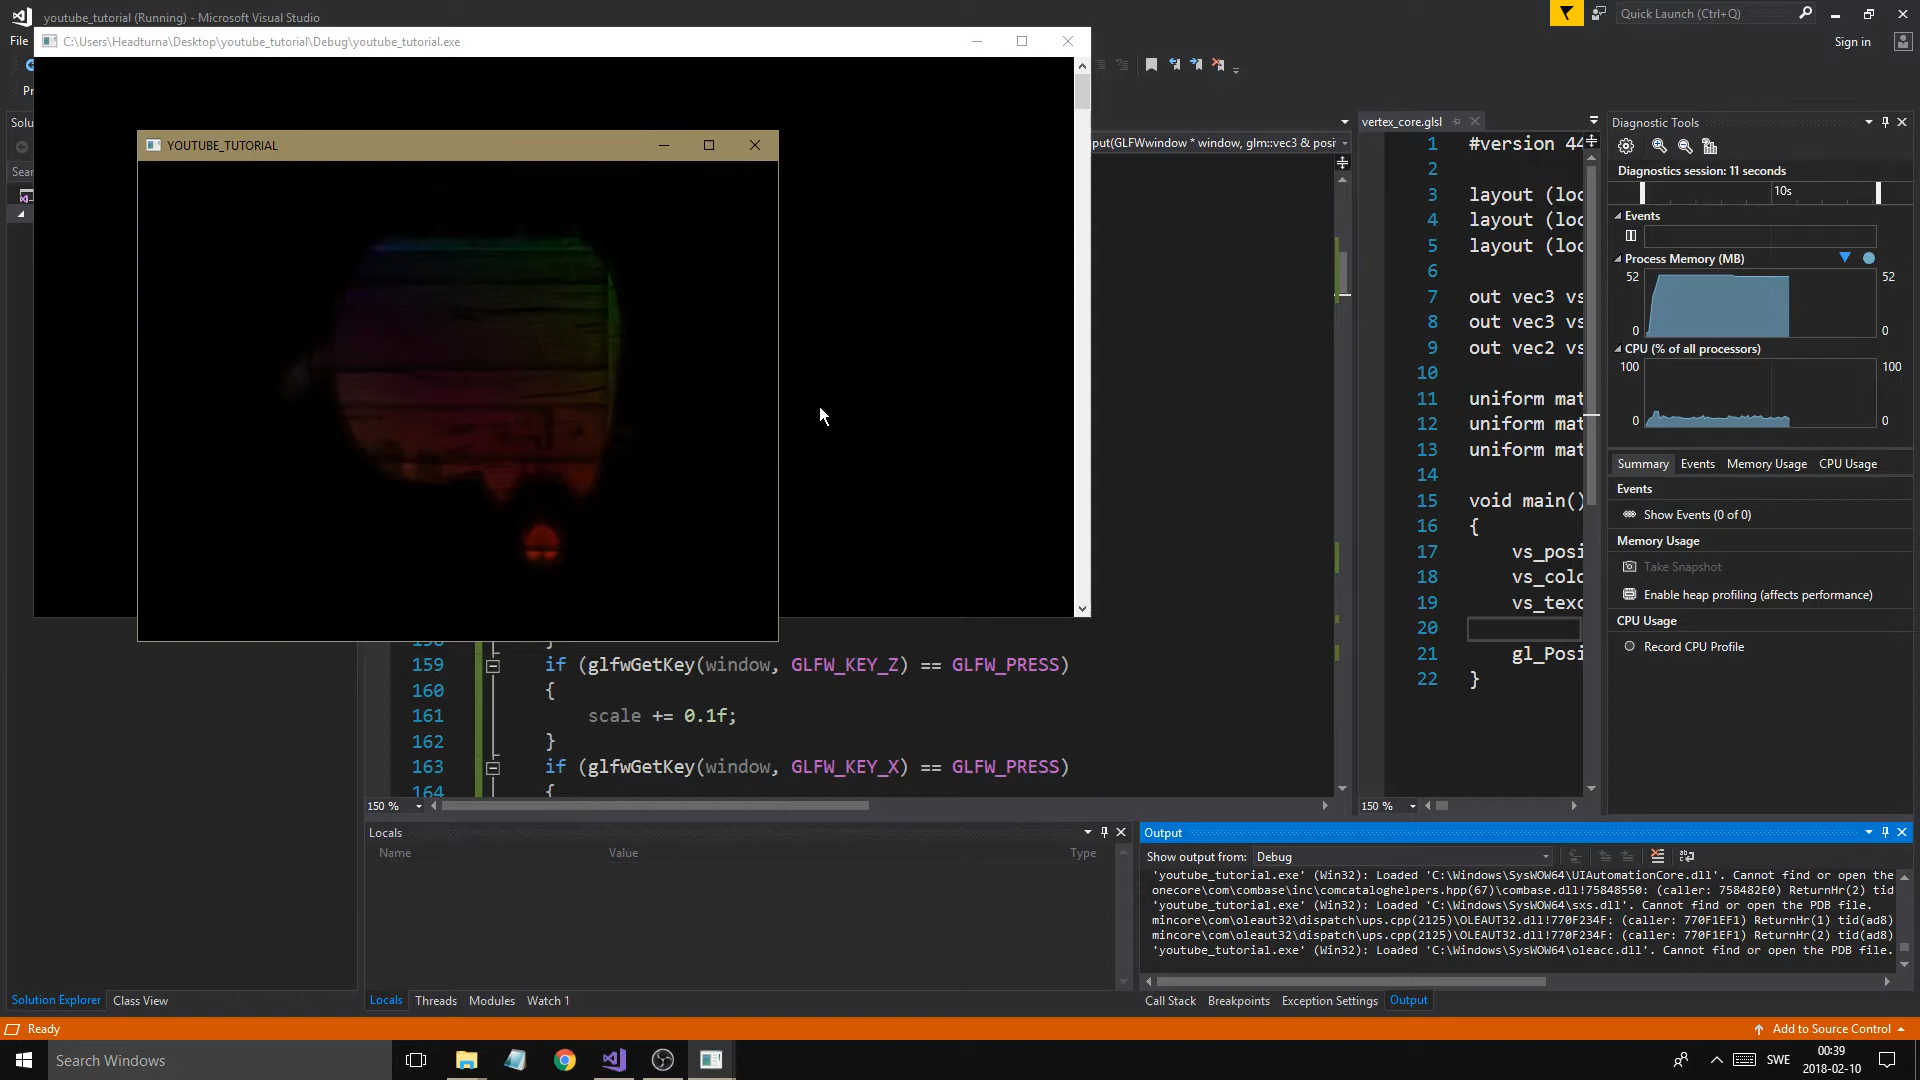 youtube_tutorial (Running) - Microsoft Visual Studio
Quick Launch (Ctrl+Q)
File
C:\Users\Headturna\Desktop\youtube_tutorial\Debug\youtube_tutorial.exe
Sign in
YOUTUBE_TUTORIAL
vertex_core.glsl
Diagnostic Tools
put(GLFWwindow * window, glm::vec3 & posi
1 #version 44
2
3 layout (loc
4 layout (loc
5 layout (loc
6
7 out vec3 vs
8 out vec3 vs
9 out vec2 vs
10
11 uniform mat
12 uniform mat
13 uniform mat
14
15 void main()
16 {
17 vs_posi
18 vs_colo
19 vs_texc
20
21 gl_Posi
22 }
Diagnostics session: 11 seconds
10s
Events
Process Memory (MB)
52 52
0 0
CPU (% of all processors)
100 100
0 0
Summary Events Memory Usage CPU Usage
Events
Show Events (0 of 0)
Memory Usage
Take Snapshot
Enable heap profiling (affects performance)
CPU Usage
Record CPU Profile
159 if (glfwGetKey(window, GLFW_KEY_Z) == GLFW_PRESS)
160 {
161 scale += 0.1f;
162 }
163 if (glfwGetKey(window, GLFW_KEY_X) == GLFW_PRESS)
164 {
150 %
150 %
Locals
Name Value Type
Output
Show output from: Debug
'youtube_tutorial.exe' (Win32): Loaded 'C:\Windows\SysWOW64\UIAutomationCore.dll'. Cannot find or open the
onecore\com\combase\inc\comcataloghelpers.hpp(67)\combase.dll!75848550: (caller: 758482E0) ReturnHr(2) tid
'youtube_tutorial.exe' (Win32): Loaded 'C:\Windows\SysWOW64\sxs.dll'. Cannot find or open the PDB file.
mincore\com\oleaut32\dispatch\ups.cpp(2125)\OLEAUT32.dll!770F234F: (caller: 770F1EF1) ReturnHr(1) tid(ad8)
mincore\com\oleaut32\dispatch\ups.cpp(2125)\OLEAUT32.dll!770F234F: (caller: 770F1EF1) ReturnHr(2) tid(ad8)
'youtube_tutorial.exe' (Win32): Loaded 'C:\Windows\SysWOW64\oleacc.dll'. Cannot find or open the PDB file.
Solution Explorer Class View
Locals Threads Modules Watch 1
Call Stack Breakpoints Exception Settings Output
Ready
Add to Source Control
Search Windows
SWE
00:39
2018-02-10